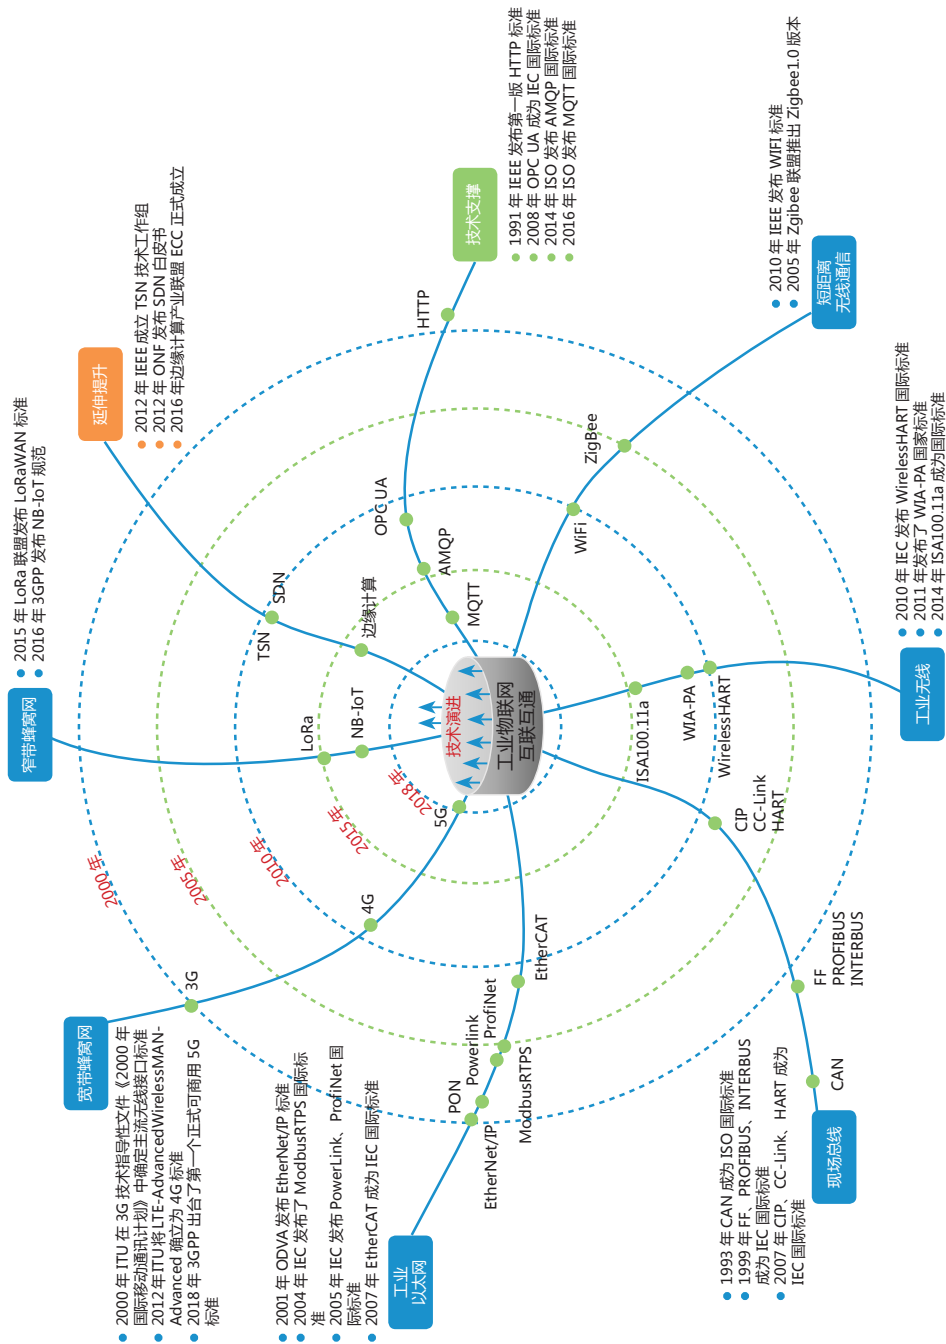 宽带蜂窝网
2000 年 ITU 在 3G 技术指导性文件《2000 年
国际移动通讯计划》中确定主流无线接口标准
2012 年 ITU 将 LTE-AdvancedWirelessMAN-
Advanced 确立为 4G 标准
2018 年 3GPP 出台了第一个正式可商用 5G
标准
窄带蜂窝网
2015 年 LoRa 联盟发布 LoRaWAN 标准
2016 年 3GPP 发布 NB-IoT 规范
延伸提升
2012 年 IEEE 成立 TSN 技术工作组
2012 年 ONF 发布 SDN 白皮书
2016 年边缘计算产业联盟 ECC 正式成立
技术支撑
1991 年 IEEE 发布第一版 HTTP 标准
2008 年 OPC UA 成为 IEC 国际标准
2014 年 ISO 发布 AMQP 国际标准
2016 年 ISO 发布 MQTT 国际标准
3G
4G
5G
LoRa
NB-IoT
TSN
SDN
边缘计算
HTTP
OPC UA
AMQP
MQTT
2000 年
2005 年
2010 年
2015 年
2018 年
技术演进
工业物联网
互联互通
工业
以太网
2001 年 ODVA 发布 EtherNet/IP 标准
2004 年 IEC 发布了 ModbusRTPS 国际标
准
2005 年 IEC 发布 PowerLink、ProfiNet 国
际标准
2007 年 EtherCAT 成为 IEC 国际标准
PON
EtherNet/IP
Powerlink
ProfiNet
ModbusRTPS
EtherCAT
现场总线
1993 年 CAN 成为 ISO 国际标准
1999 年 FF、PROFIBUS、INTERBUS
成为 IEC 国际标准
2007 年 CIP、CC-Link、 HART 成为
IEC 国际标准
CAN
FF
PROFIBUS
INTERBUS
CIP
CC-Link
HART
ISA100.11a
WIA-PA
WirelessHART
工业无线
2010 年 IEC 发布 WirelessHART 国际标准
2011 年发布了 WIA-PA 国家标准
2014 年 ISA100.11a 成为国际标准
WiFi
ZigBee
短距离
无线通信
2010 年 IEEE 发布 WIFI 标准
2005 年 Zgibee 联盟推出 Zigbee1.0 版本